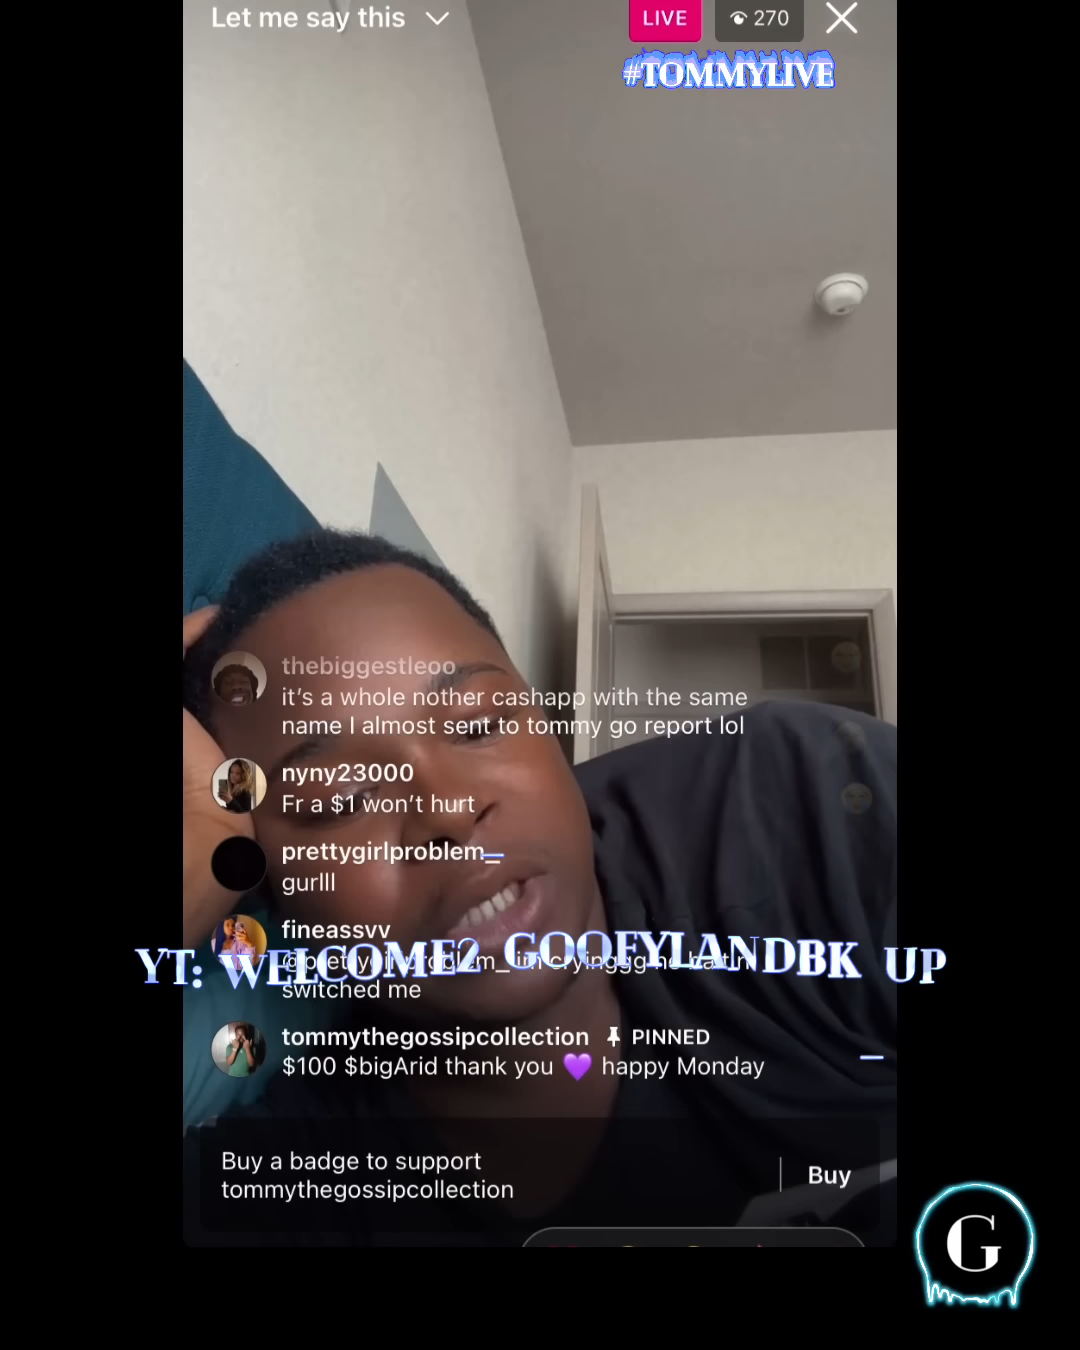 Let me say this
LIVE
270
#TOMMYLIVE
thebiggestleoo
it's a whole nother cashapp with the same
name I almost sent to tommy go report lol
nyny23000
Fr a $1 won't hurt
prettygirlproblem_
gurlll
fineassvv
switched me
YT: WELCOME2 GOOFYLANDBK UP
tommythegossipcollection PINNED
$100 $bigArid thank you 💜 happy Monday
Buy a badge to support
tommythegossipcollection
Buy
G